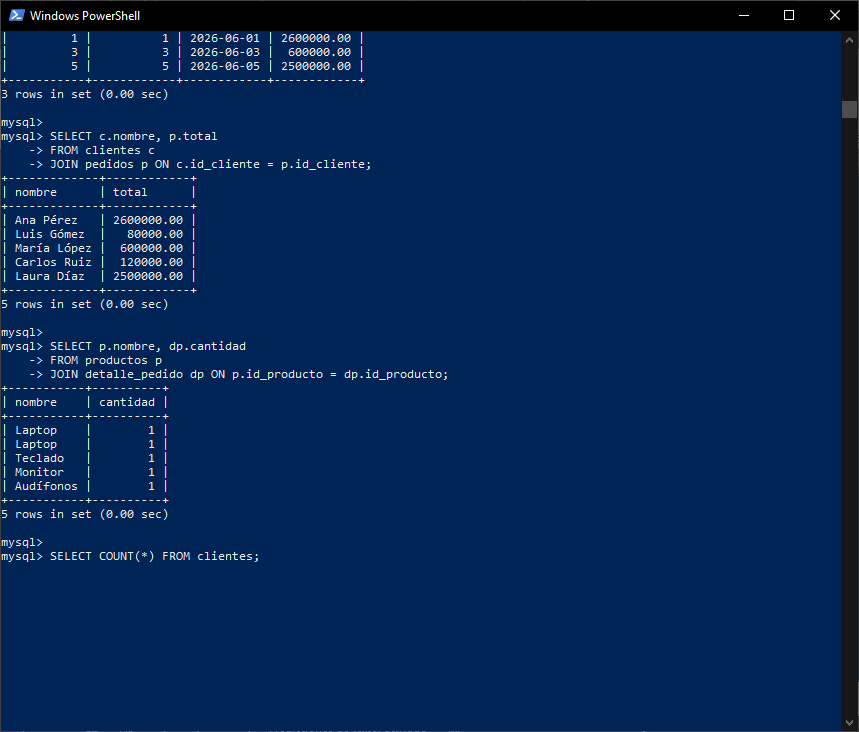 Windows PowerShell
|          1 |          1 | 2026-06-01 | 2600000.00 |
|          3 |          3 | 2026-06-03 |  600000.00 |
|          5 |          5 | 2026-06-05 | 2500000.00 |
+------------+------------+------------+------------+
3 rows in set (0.00 sec)
mysql>
mysql> SELECT c.nombre, p.total
    -> FROM clientes c
    -> JOIN pedidos p ON c.id_cliente = p.id_cliente;
+-------------+------------+
| nombre      | total      |
+-------------+------------+
| Ana Pérez   | 2600000.00 |
| Luis Gómez  |   80000.00 |
| María López |  600000.00 |
| Carlos Ruiz |  120000.00 |
| Laura Díaz  | 2500000.00 |
+-------------+------------+
5 rows in set (0.00 sec)
mysql>
mysql> SELECT p.nombre, dp.cantidad
    -> FROM productos p
    -> JOIN detalle_pedido dp ON p.id_producto = dp.id_producto;
+-----------+----------+
| nombre    | cantidad |
+-----------+----------+
| Laptop    |        1 |
| Laptop    |        1 |
| Teclado   |        1 |
| Monitor   |        1 |
| Audífonos |        1 |
+-----------+----------+
5 rows in set (0.00 sec)
mysql>
mysql> SELECT COUNT(*) FROM clientes;